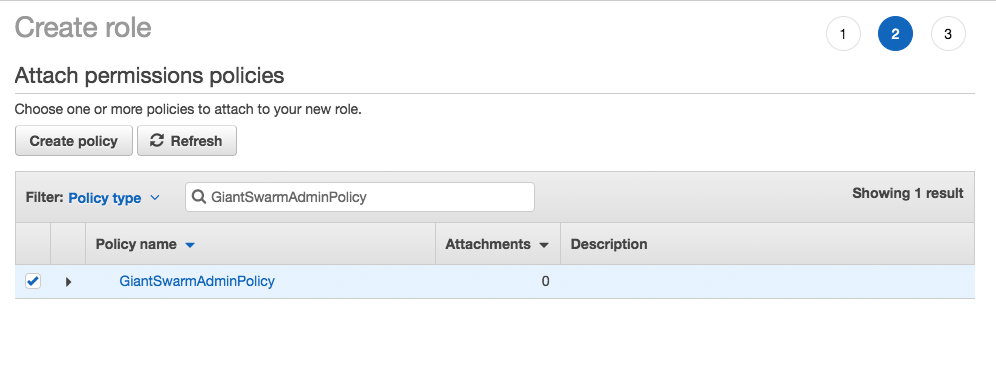 Create role
1 2 3
Attach permissions policies
Choose one or more policies to attach to your new role.
Create policy Refresh
Filter: Policy type GiantSwarmAdminPolicy Showing 1 result
Policy name Attachments Description
GiantSwarmAdminPolicy 0